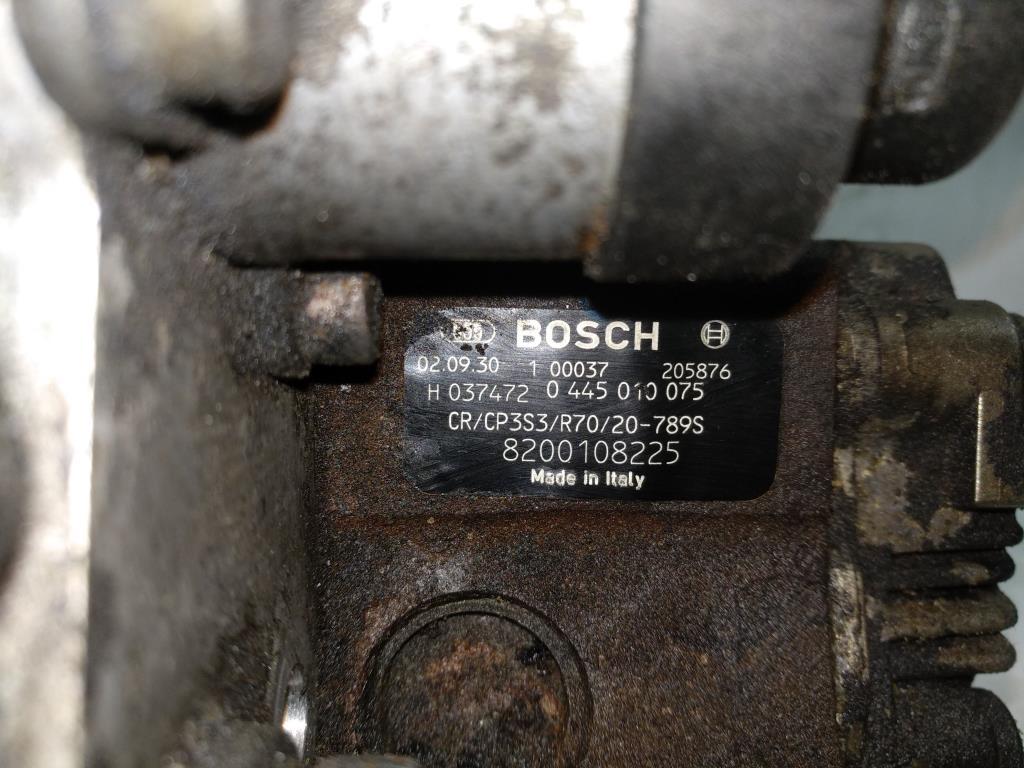 BOSCH
02.09.30 1 00037 205876
H 037472 0 445 010 075
CR/CP3S3/R70/20-789S
8200108225
Made in Italy